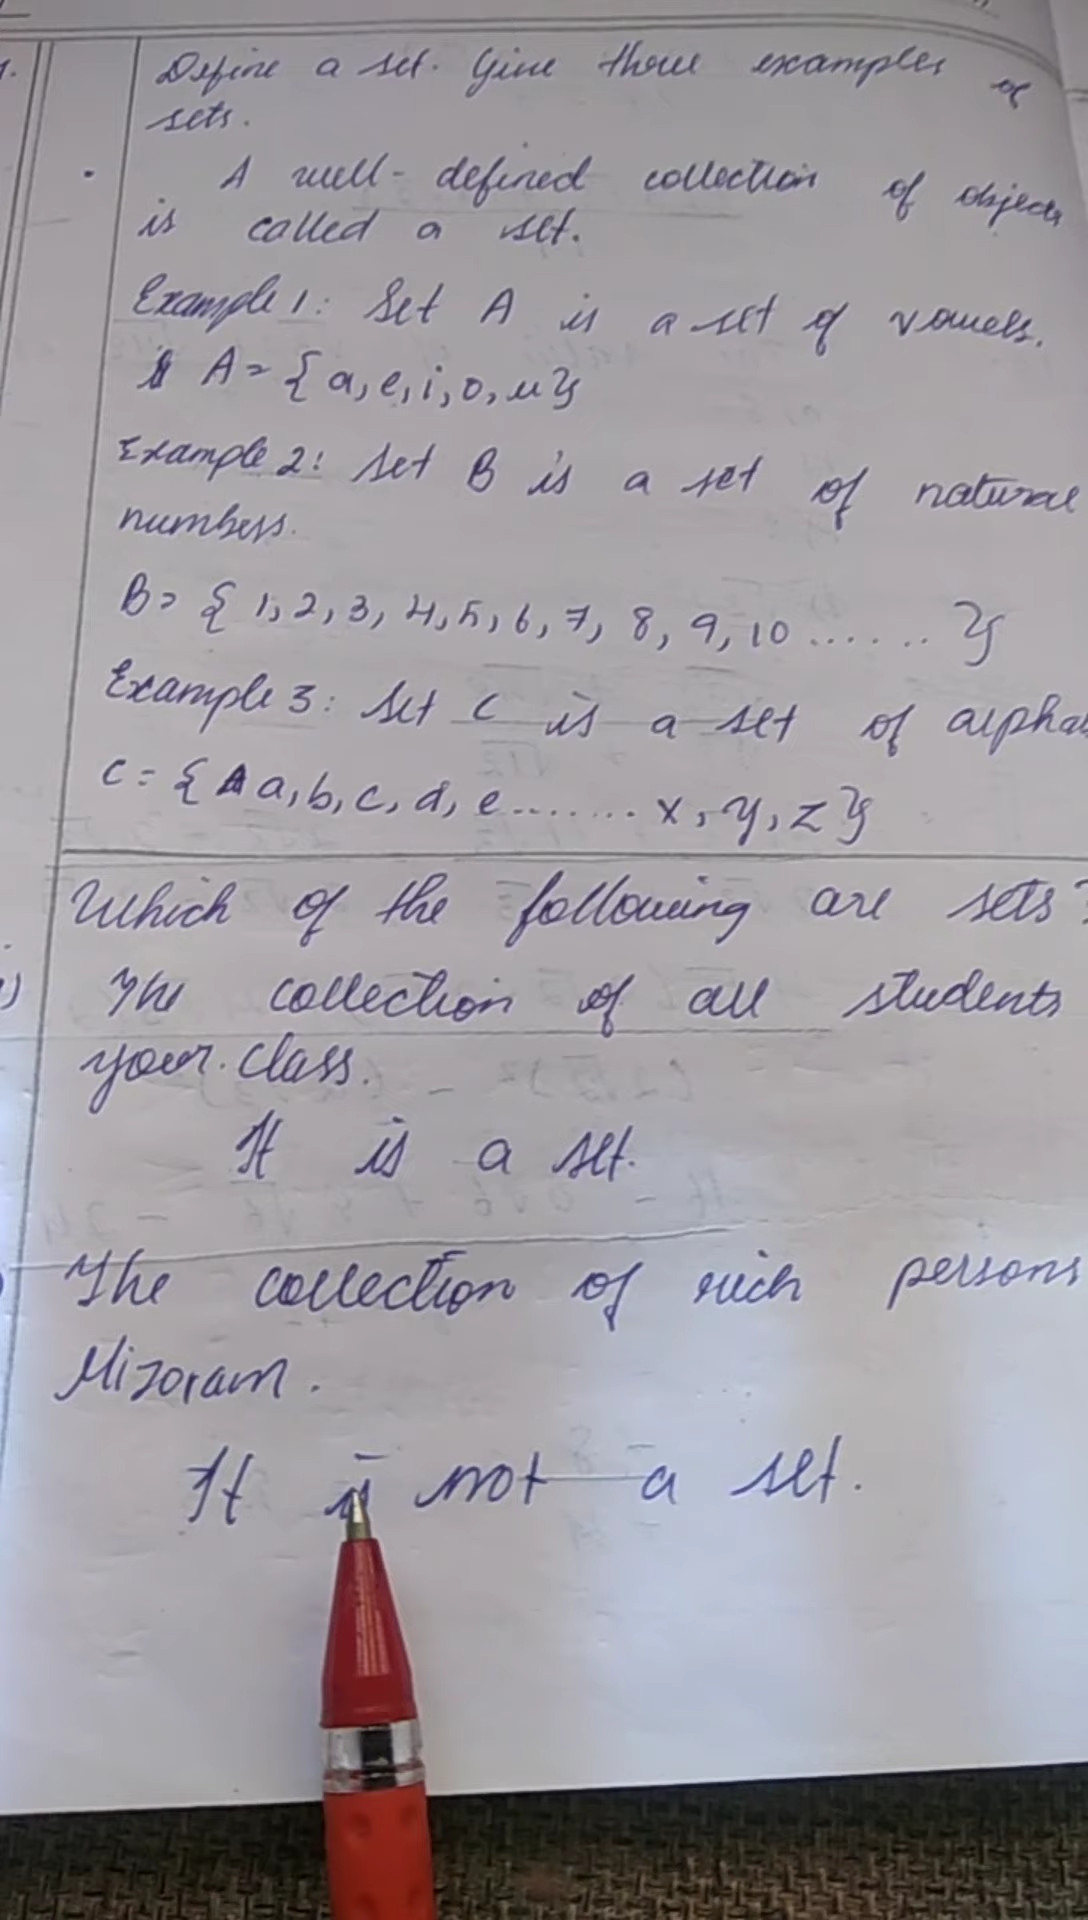 1.
Define a set. Give three examples of
sets.
A well-defined collection of objects
is called a set.
Example 1: Set A is a set of vowels.
A = {a, e, i, o, u}
Example 2: Set B is a set of natural
numbers.
B = {1, 2, 3, 4, 5, 6, 7, 8, 9, 10 ...... }
Example 3: Set C is a set of alpha
C = {a, b, c, d, e ....... x, y, z}
Which of the following are sets?
The collection of all students
your class.
It is a set.
The collection of rich persons
Mizoram.
It is not a set.